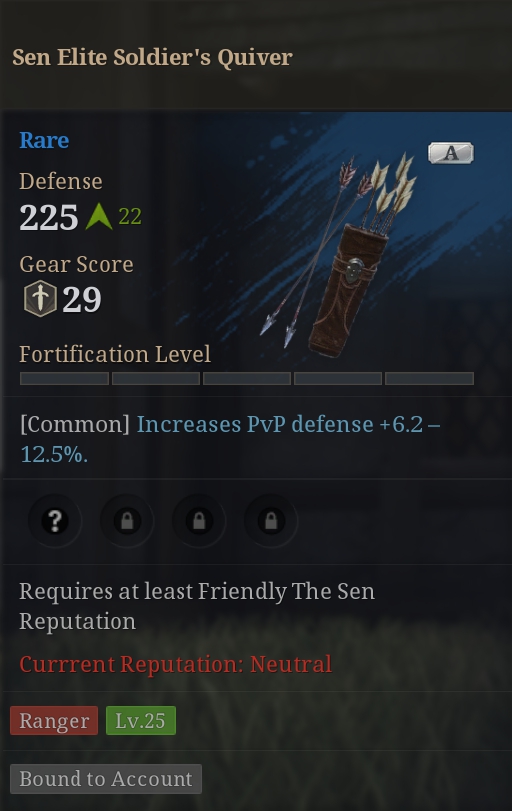 Sen Elite Soldier's Quiver
Rare
A
Defense
225 22
Gear Score
29
Fortification Level
[Common] Increases PvP defense +6.2 –
12.5%.
?
Requires at least Friendly The Sen
Reputation
Currrent Reputation: Neutral
Ranger Lv.25
Bound to Account